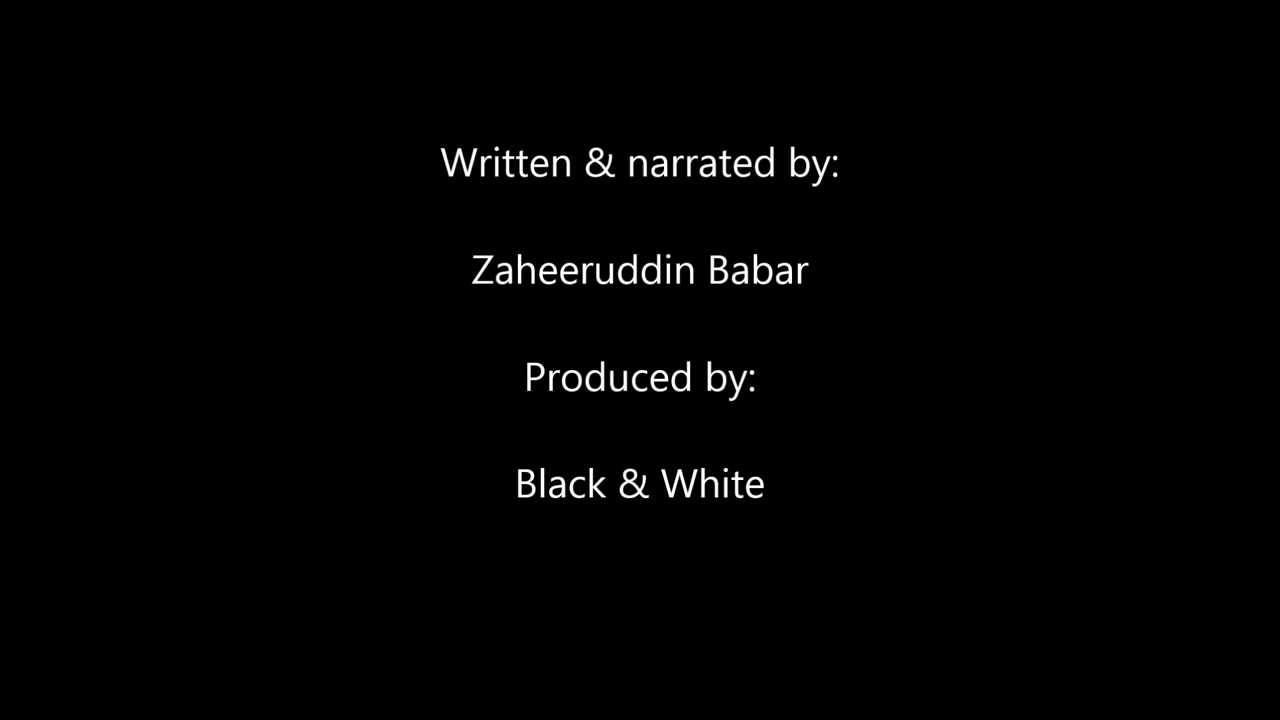 Written & narrated by:
Zaheeruddin Babar
Produced by:
Black & White